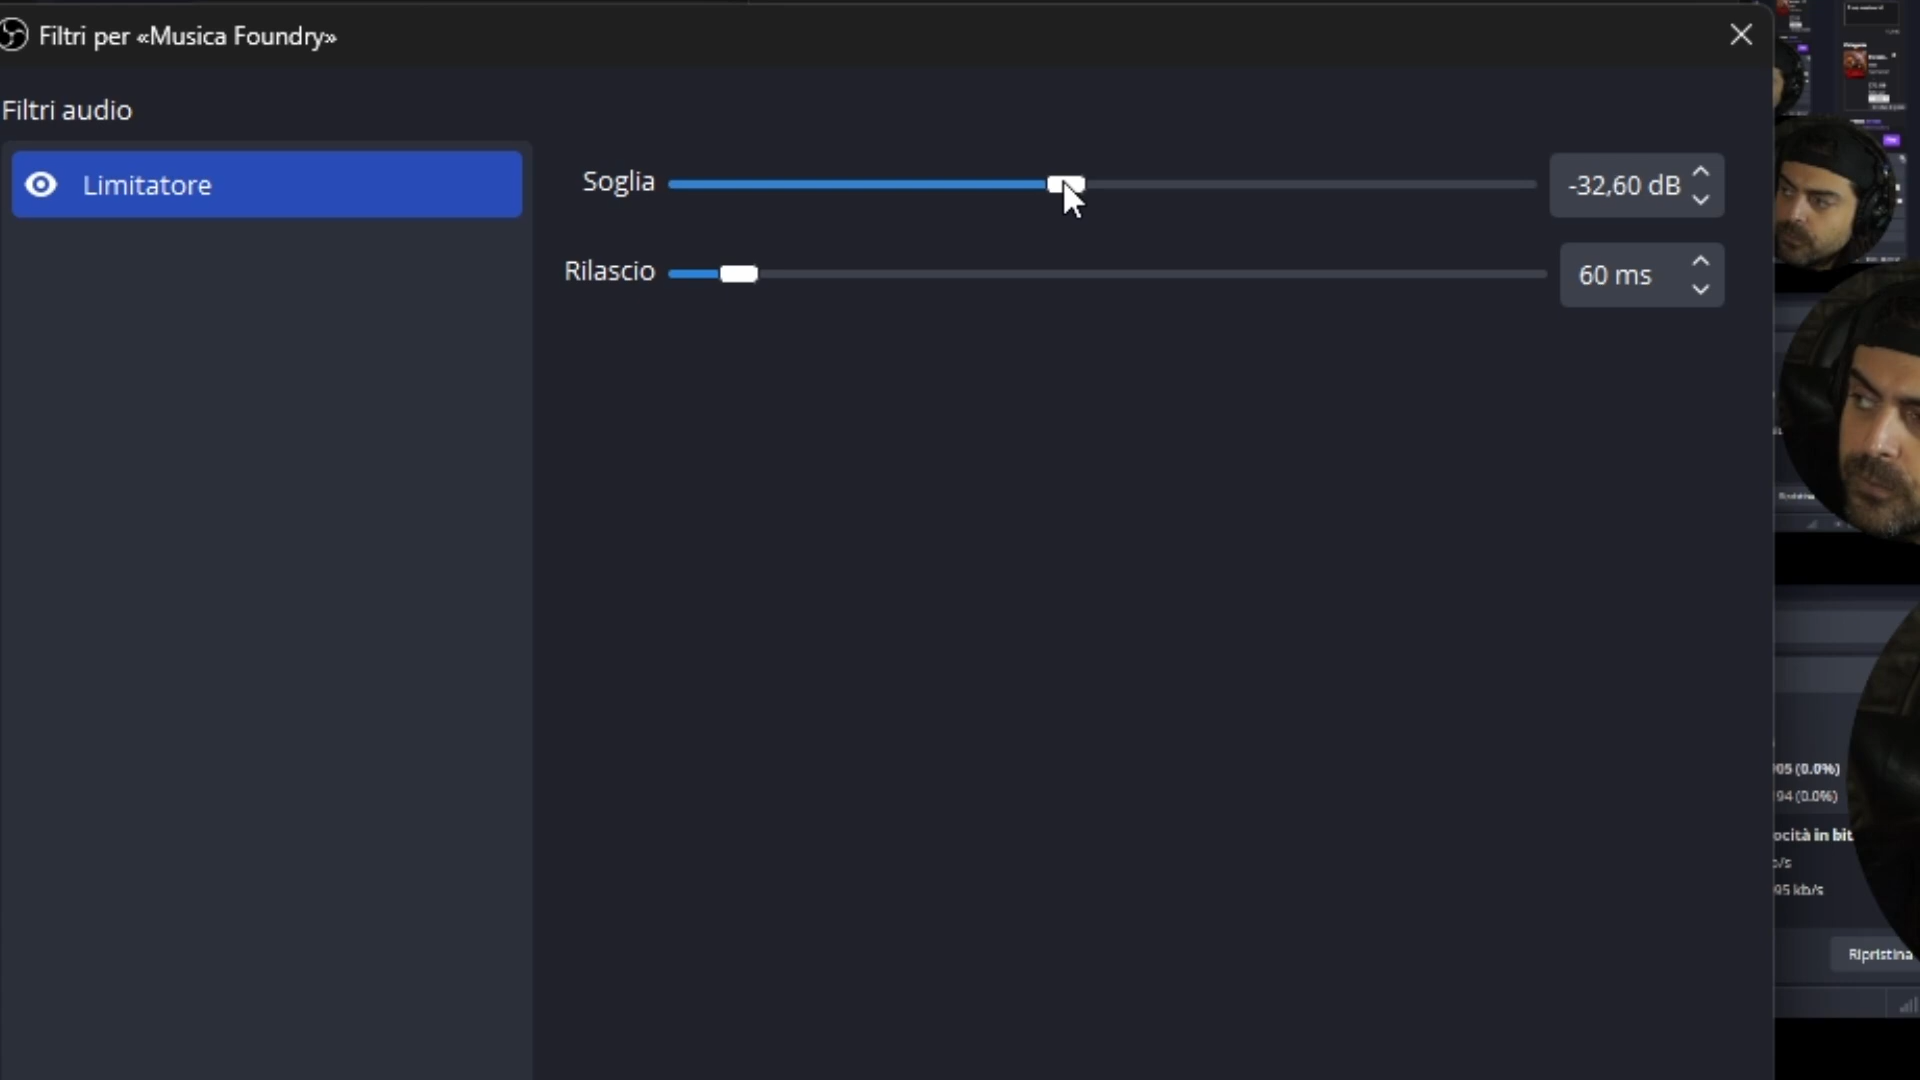 Filtri per «Musica Foundry»
Filtri audio
Limitatore
Soglia
-32,60 dB
Rilascio
60 ms
05 (0.0%)
94 (0.0%)
ocità in bit
b/s
95 kb/s
Ripristina